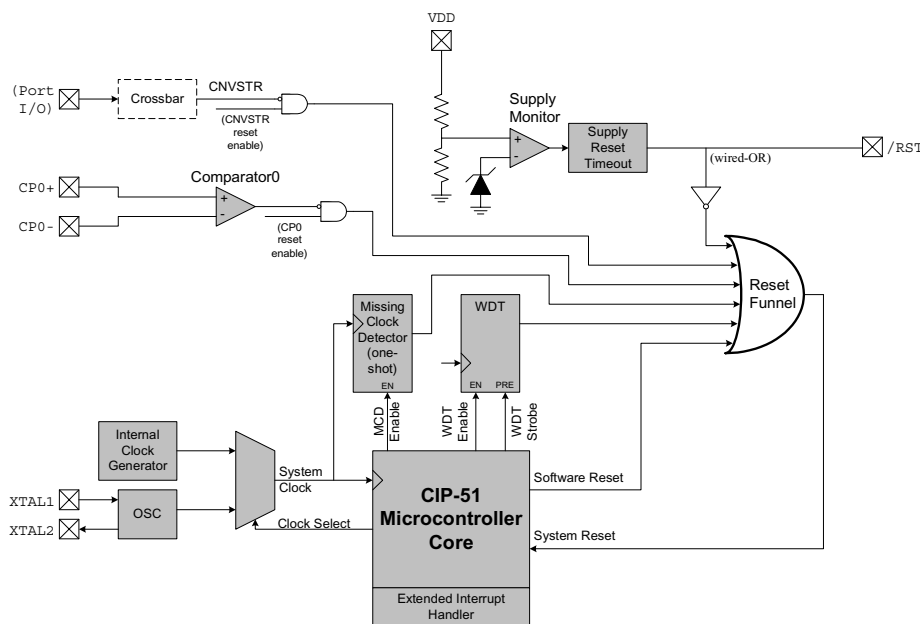 VDD
(Port
I/O)
Crossbar
CNVSTR
(CNVSTR
reset
enable)
Supply
Monitor
+
-
Supply
Reset
Timeout
(wired-OR)
/RST
CP0+
CP0-
Comparator0
+
-
(CP0
reset
enable)
Reset
Funnel
Missing
Clock
Detector
(one-
shot)
EN
WDT
EN
PRE
MCD
Enable
WDT
Enable
WDT
Strobe
Internal
Clock
Generator
System
Clock
XTAL1
XTAL2
OSC
Clock Select
CIP-51
Microcontroller
Core
Software Reset
System Reset
Extended Interrupt
Handler